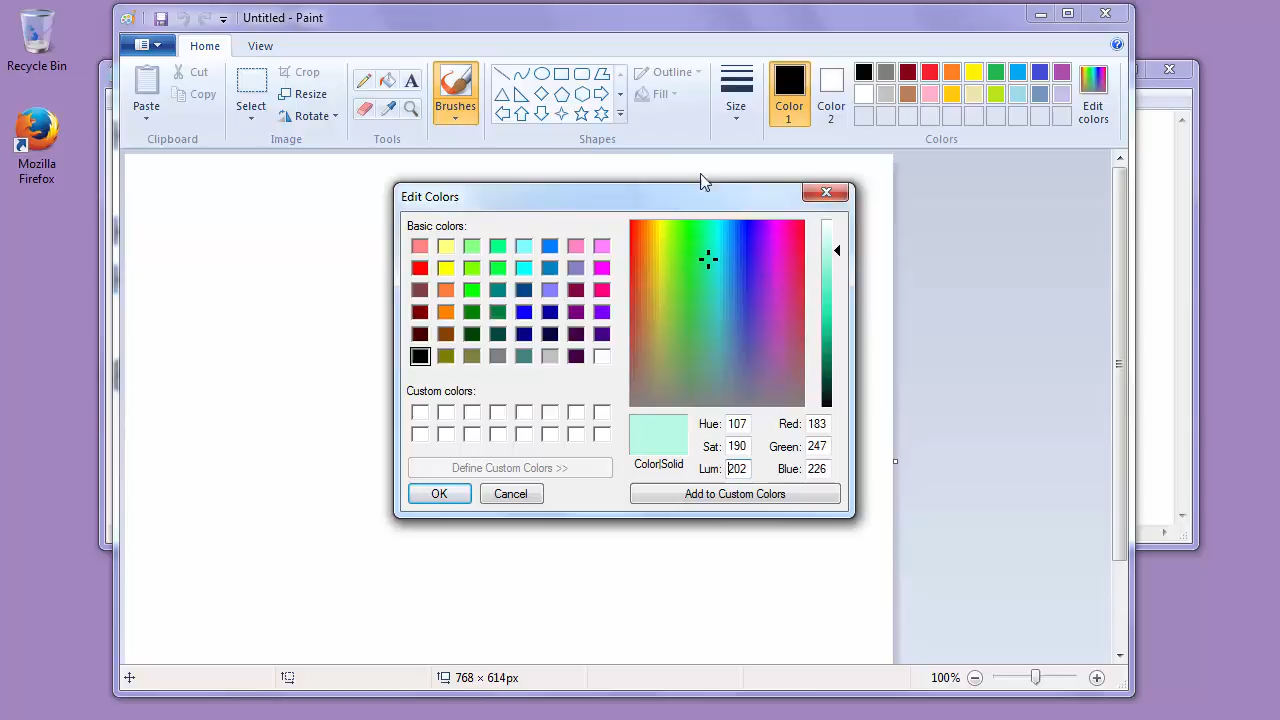 Recycle Bin
Mozilla
Firefox
Untitled - Paint
Home
View
Paste
Cut
Copy
Clipboard
Select
Crop
Resize
Rotate
Image
A
Tools
Brushes
Outline
Fill
Shapes
Size
Color
1
Color
2
Edit
colors
Colors
Edit Colors
Basic colors:
Custom colors:
Define Custom Colors >>
OK
Cancel
Color|Solid
Hue: 107
Sat: 190
Lum: 202
Red: 183
Green: 247
Blue: 226
Add to Custom Colors
768 × 614px
100%